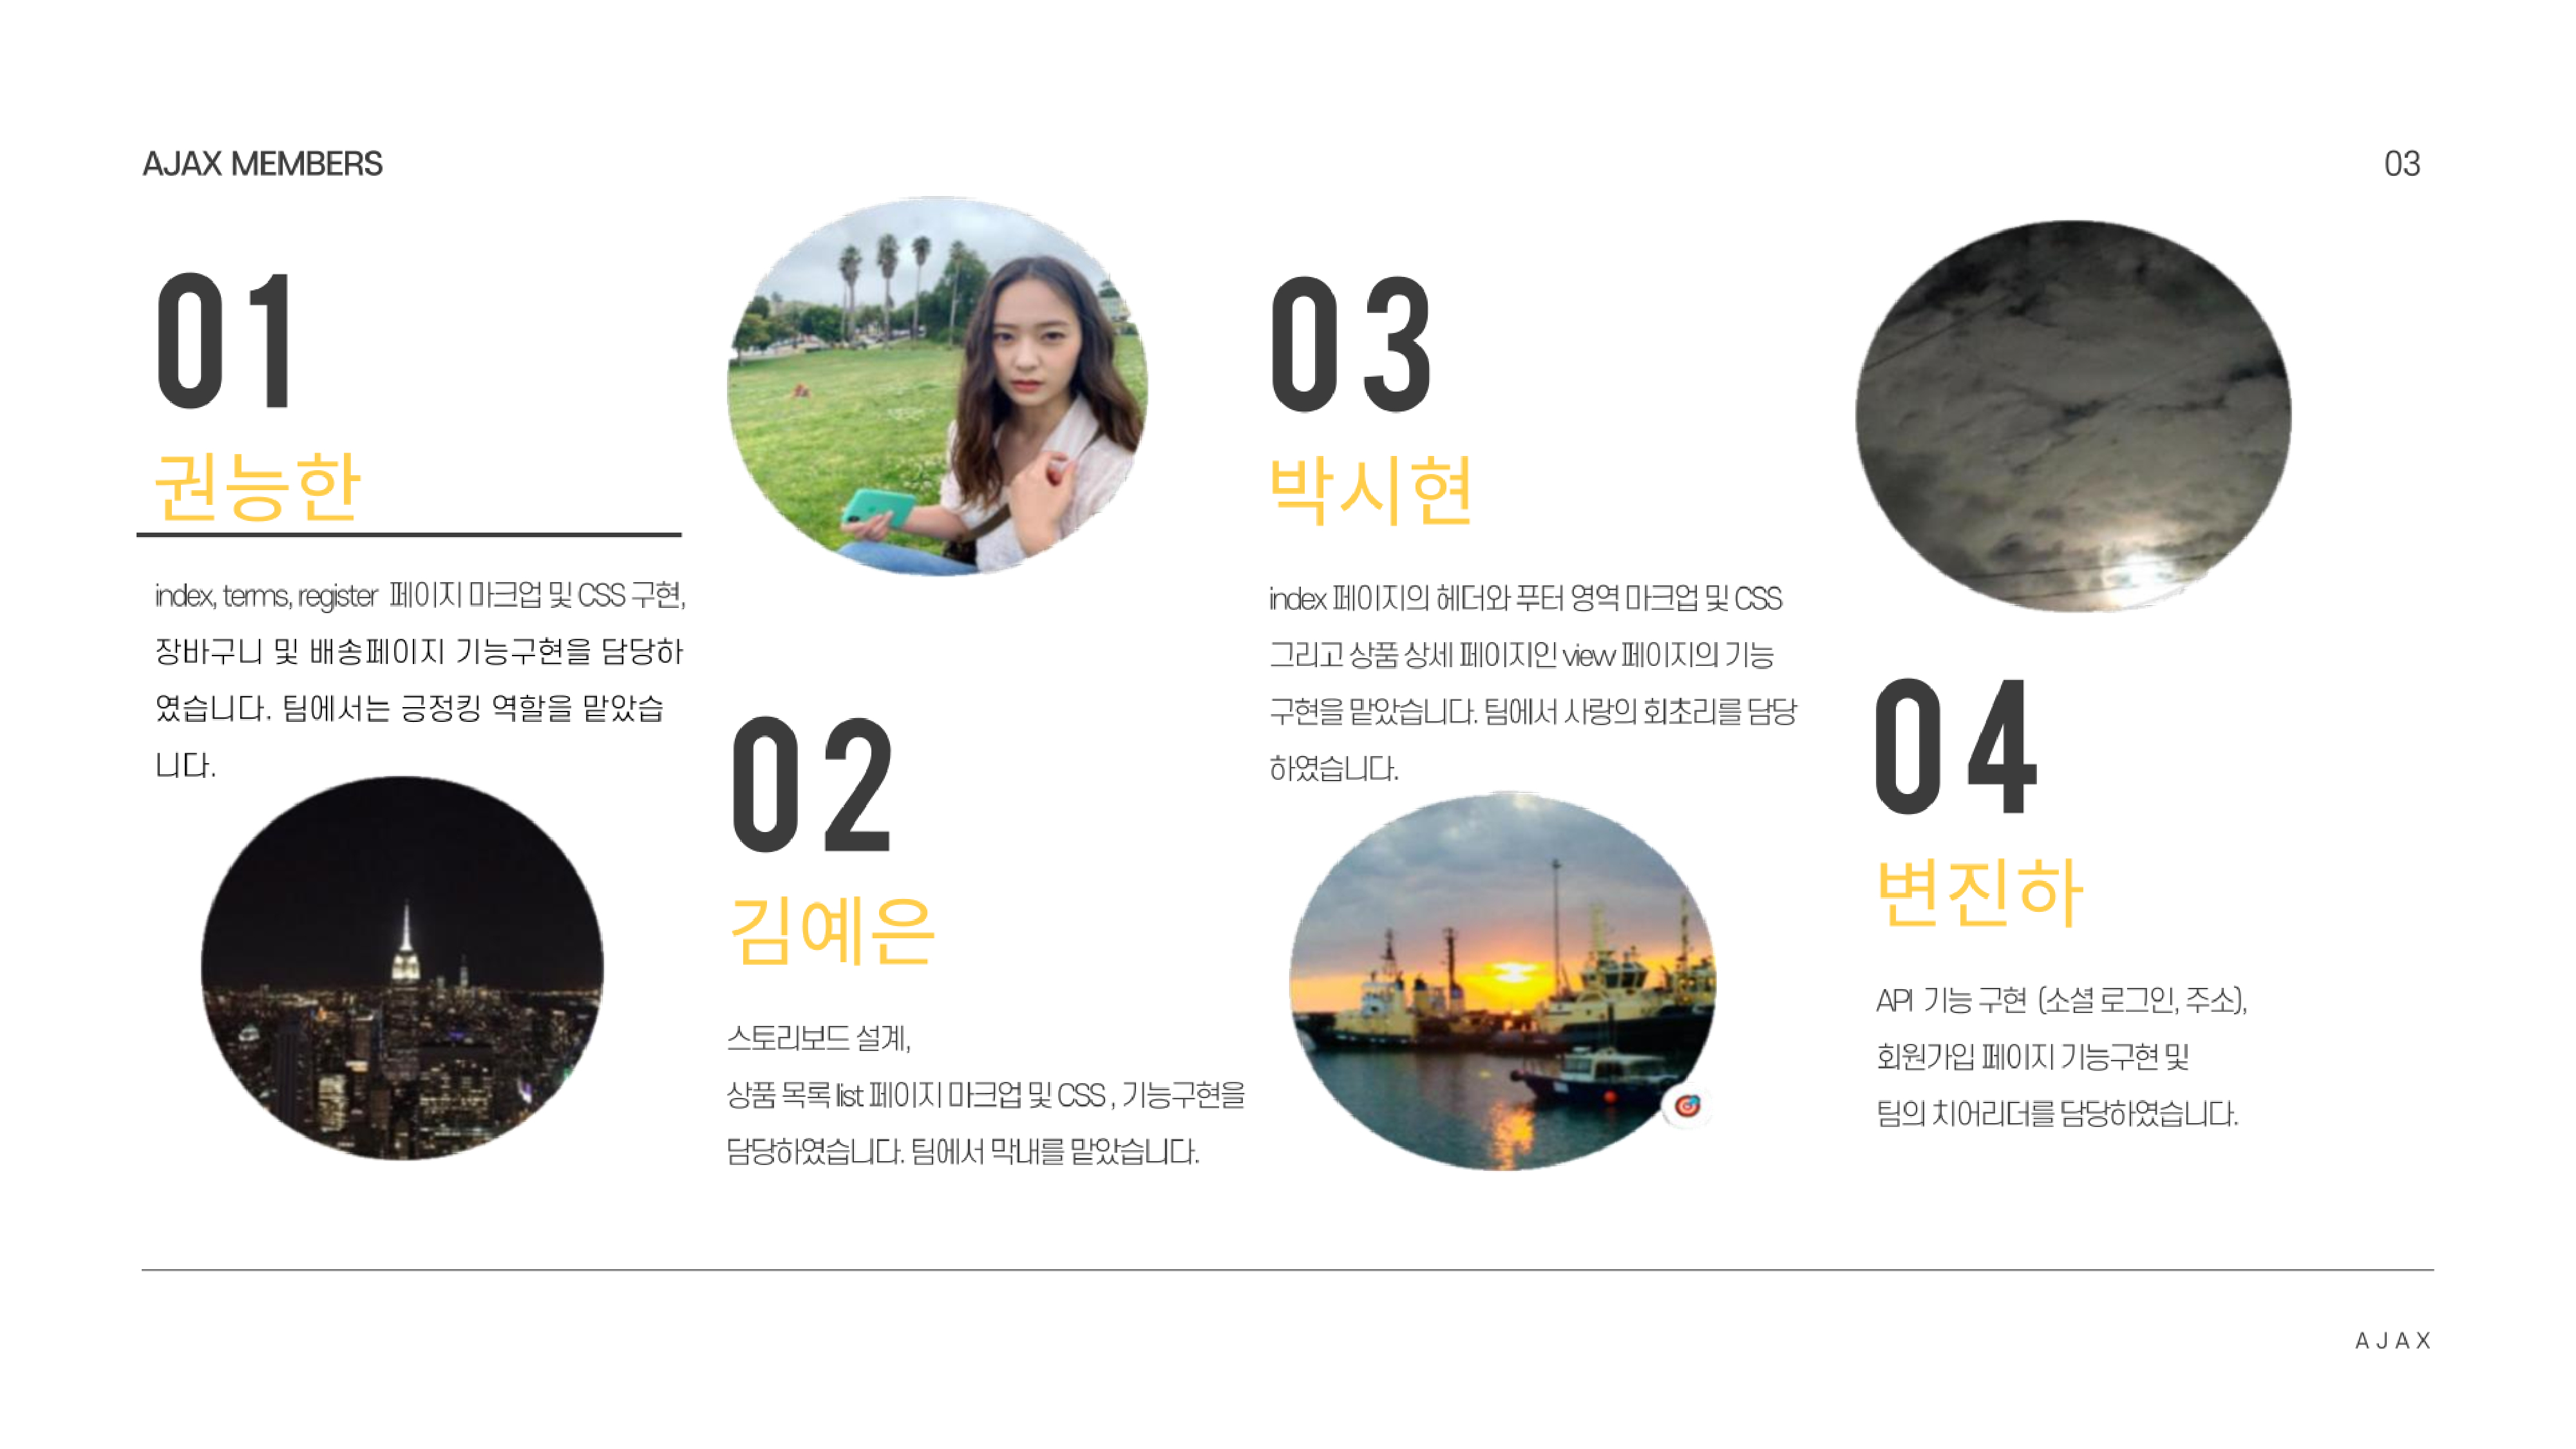 AJAX MEMBERS
03
01
권능한
index, terms, register 페이지 마크업 및 CSS 구현,
장바구니 및 배송페이지 기능구현을 담당하
였습니다. 팀에서는 긍정킹 역할을 맡았습
니다.
02
김예은
스토리보드 설계,
상품 목록 list 페이지 마크업 및 CSS , 기능구현을
담당하였습니다. 팀에서 막내를 맡았습니다.
03
박시현
index 페이지의 헤더와 푸터 영역 마크업 및 CSS
그리고 상품 상세 페이지인 view 페이지의 기능
구현을 맡았습니다. 팀에서 사랑의 회초리를 담당
하였습니다.
04
변진하
API 기능 구현 (소셜 로그인, 주소),
회원가입 페이지 기능구현 및
팀의 치어리더를 담당하였습니다.
AJAX